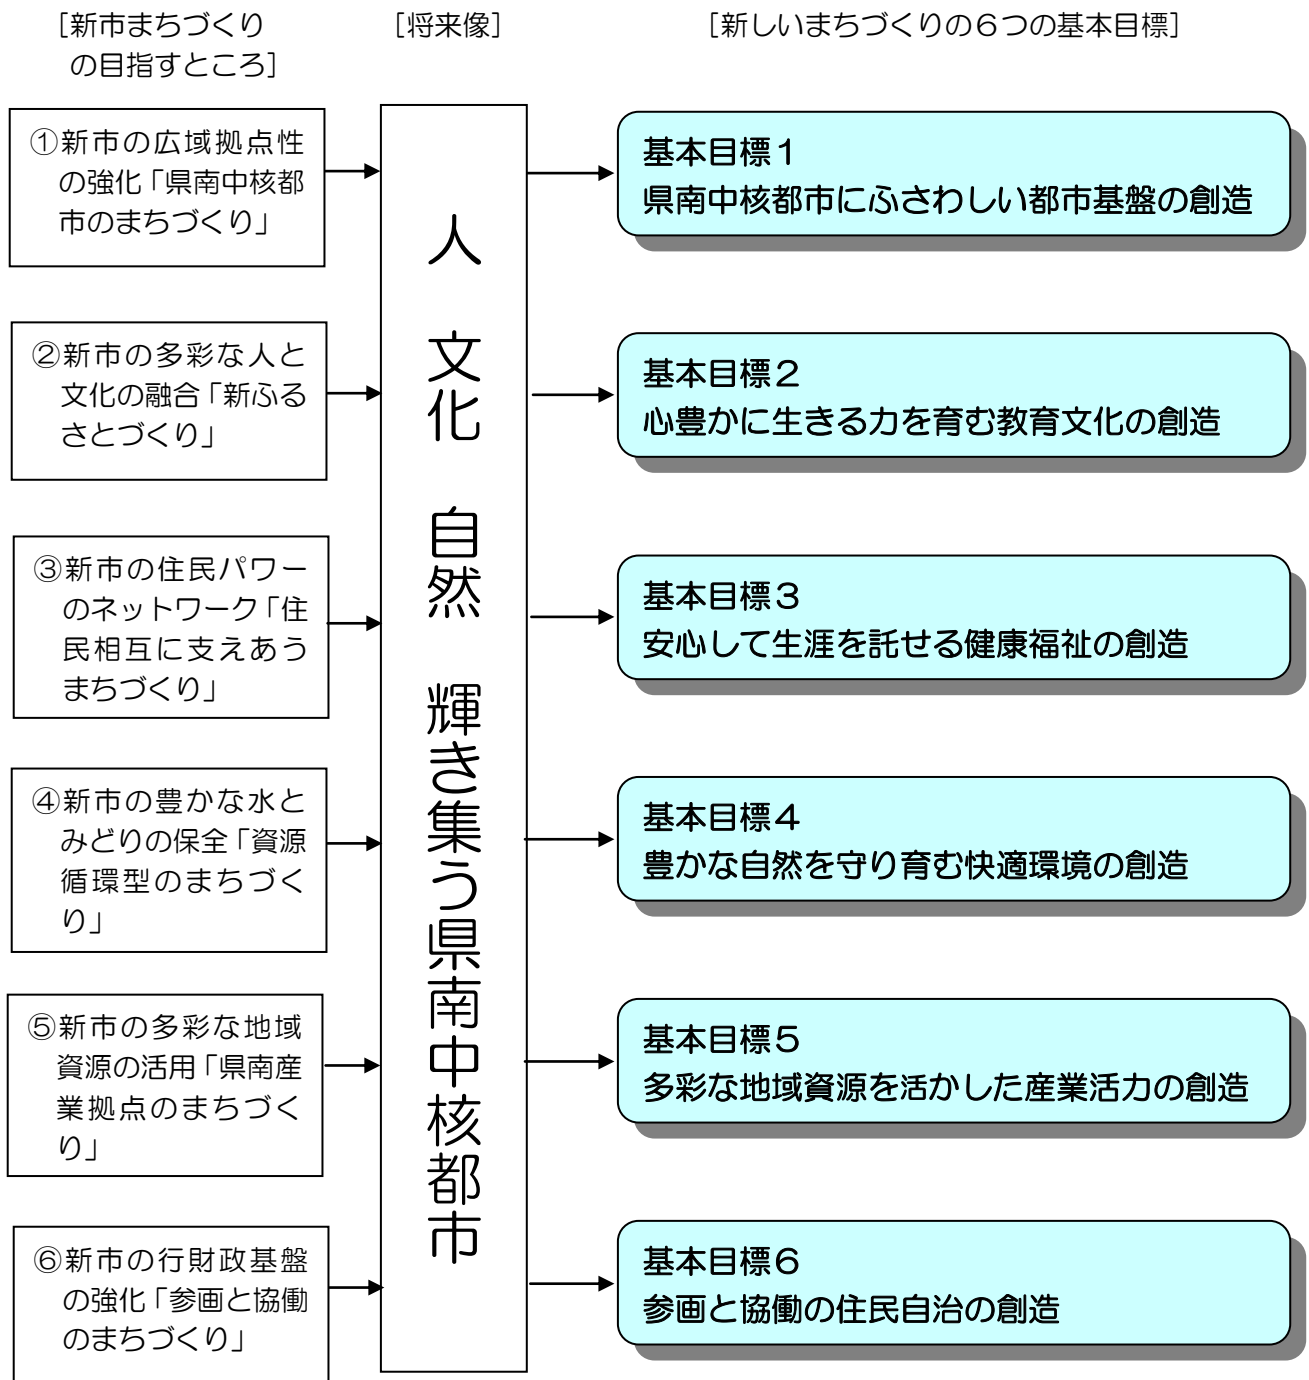 [新市まちづくり
の目指すところ]
[将来像]
[新しいまちづくりの６つの基本目標]
①新市の広域拠点性
の強化「県南中核都
市のまちづくり」
②新市の多彩な人と
文化の融合「新ふる
さとづくり」
③新市の住民パワー
のネットワーク「住
民相互に支えあう
まちづくり」
④新市の豊かな水と
みどりの保全「資源
循環型のまちづく
り」
⑤新市の多彩な地域
資源の活用「県南産
業拠点のまちづく
り」
⑥新市の行財政基盤
の強化「参画と協働
のまちづくり」
人　文化　自然　輝き集う県南中核都市
基本目標１
県南中核都市にふさわしい都市基盤の創造
基本目標２
心豊かに生きる力を育む教育文化の創造
基本目標３
安心して生涯を託せる健康福祉の創造
基本目標４
豊かな自然を守り育む快適環境の創造
基本目標５
多彩な地域資源を活かした産業活力の創造
基本目標６
参画と協働の住民自治の創造